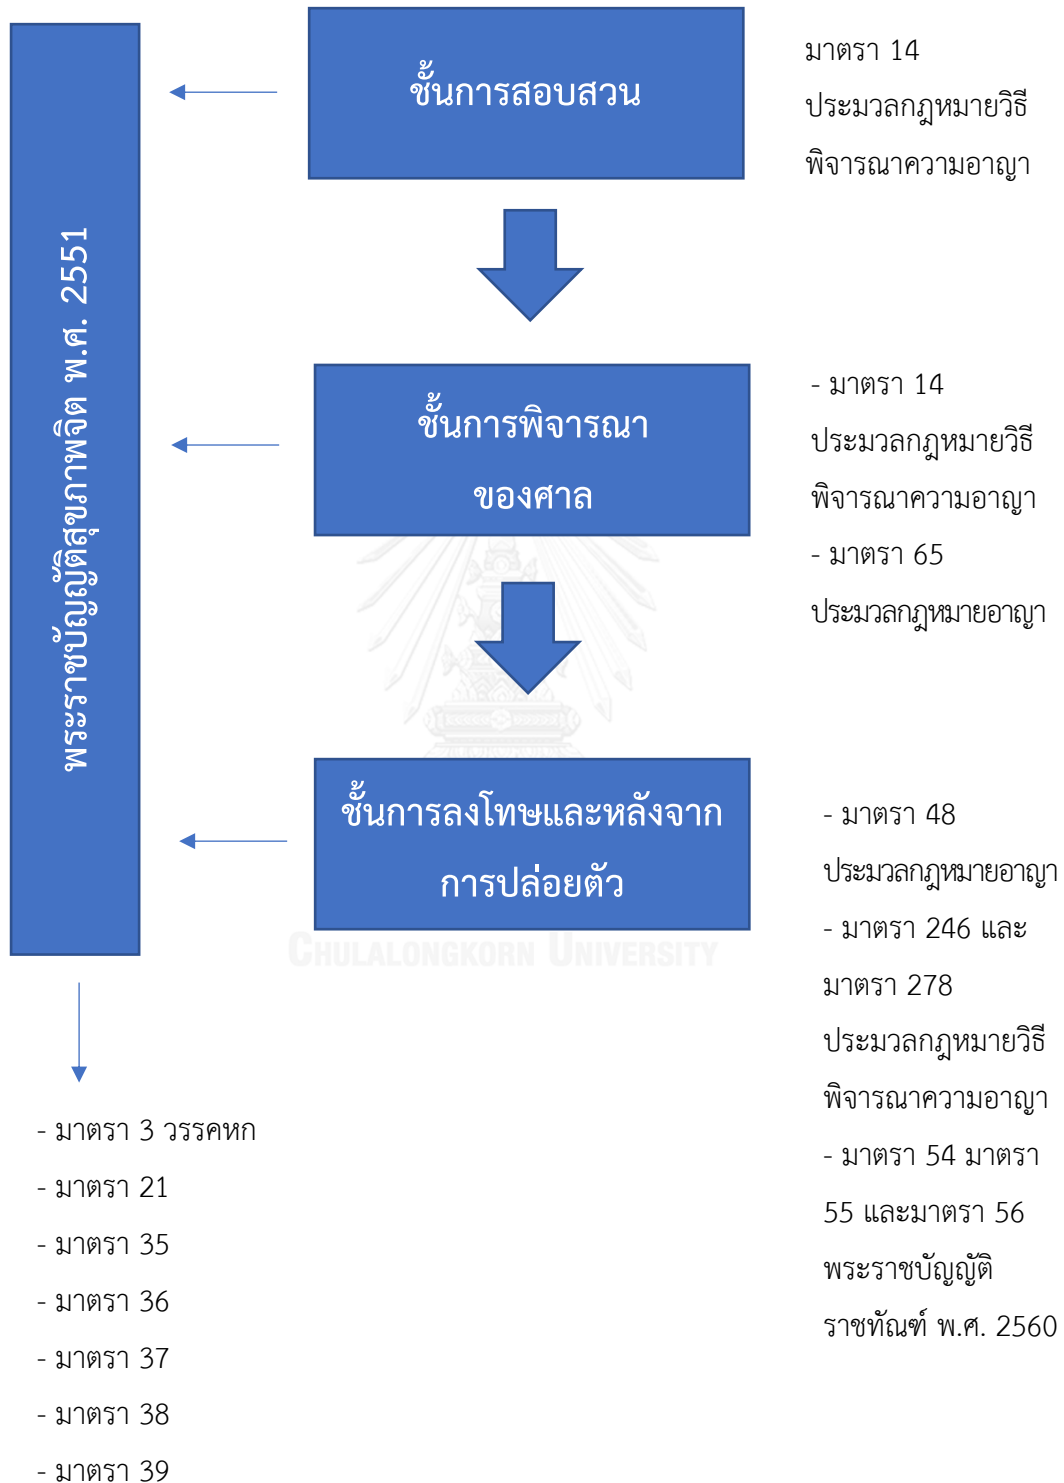 พระราชบัญญัติสุขภาพจิต พ.ศ. 2551
ชั้นการสอบสวน
มาตรา 14
ประมวลกฎหมายวิธี
พิจารณาความอาญา
ชั้นการพิจารณา
ของศาล
- มาตรา 14
ประมวลกฎหมายวิธี
พิจารณาความอาญา
- มาตรา 65
ประมวลกฎหมายอาญา
ชั้นการลงโทษและหลังจาก
การปล่อยตัว
- มาตรา 48
ประมวลกฎหมายอาญา
- มาตรา 246 และ
มาตรา 278
ประมวลกฎหมายวิธี
พิจารณาความอาญา
- มาตรา 54 มาตรา
55 และมาตรา 56
พระราชบัญญัติ
ราชทัณฑ์ พ.ศ. 2560
CHULALONGKORN UNIVERSITY
- มาตรา 3 วรรคหก
- มาตรา 21
- มาตรา 35
- มาตรา 36
- มาตรา 37
- มาตรา 38
- มาตรา 39